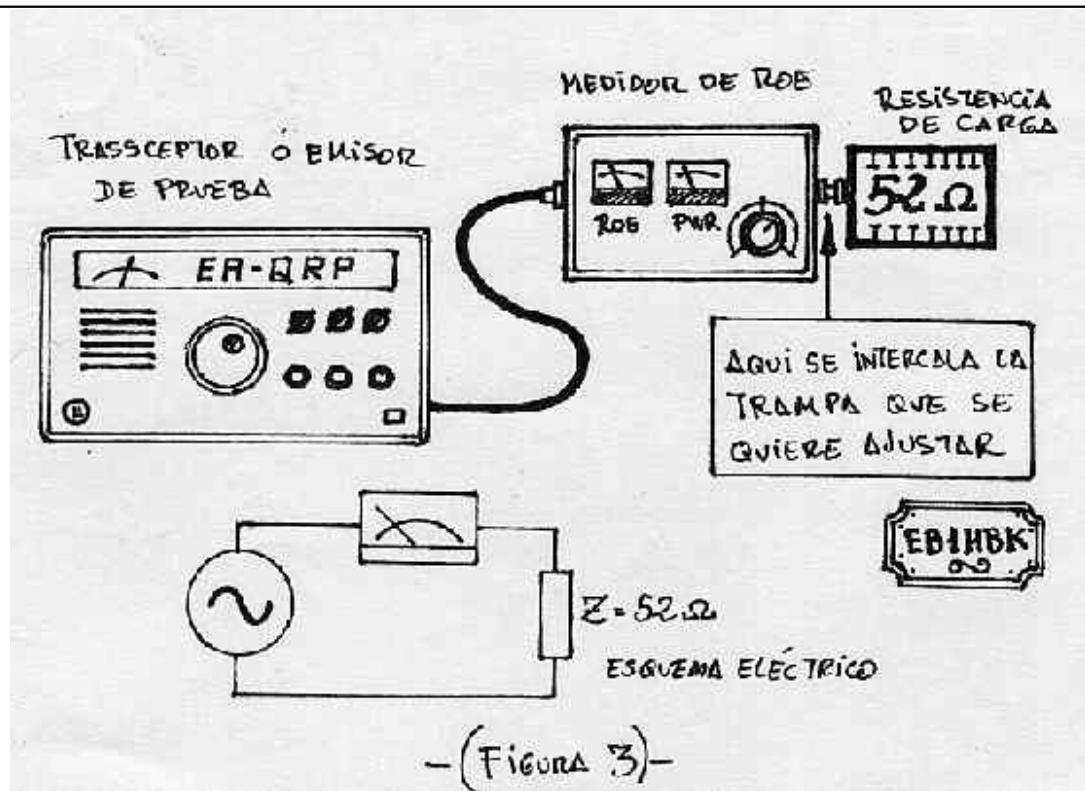 MEDIDOR DE ROE
RESISTENCIA
DE CARGA
TRASSCEPTOR Ó EMISOR
DE PRUEBA
52 Ω
ROE PWR
EA-QRP
AQUI SE INTERCALA LA
TRAMPA QUE SE
QUIERE AJUSTAR
EB1HBK
Z=52Ω
ESQUEMA ELÉCTRICO
-(FIGURA 3)-